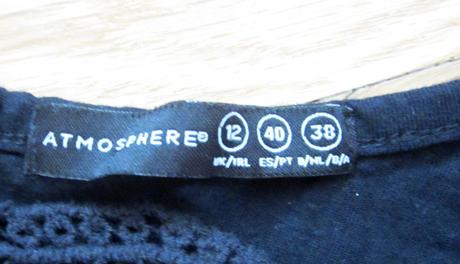 ATMOSPHERE® 12 40 38
UK/IRL ES/PT D/NL/B/A